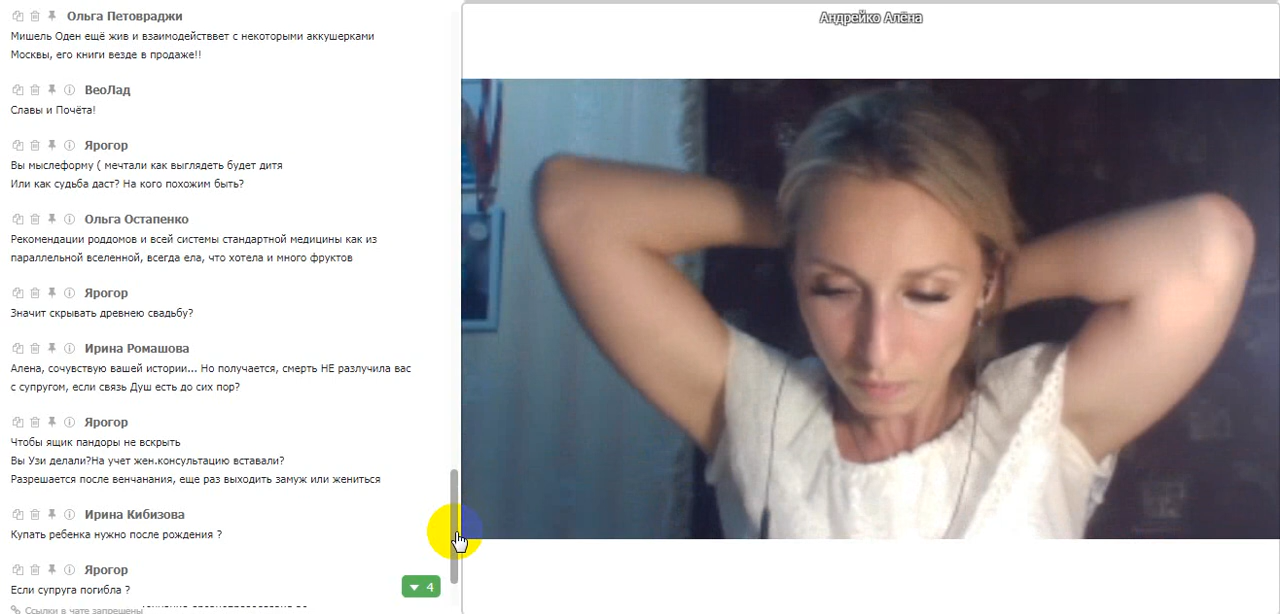 Ольга Петовраджи
Мишель Оден ещё жив и взаимодействвет с некоторыми аккушерками
Москвы, его книги везде в продаже!!
ВеоЛад
Славы и Почёта!
Ярогор
Вы мыслеформу ( мечтали как выглядеть будет дитя
Или как судьба даст? На кого похожим быть?
Ольга Остапенко
Рекомендации роддомов и всей системы стандартной медицины как из
параллельной вселенной, всегда ела, что хотела и много фруктов
Ярогор
Значит скрывать древнею свадьбу?
Ирина Ромашова
Алена, сочувствую вашей истории... Но получается, смерть НЕ разлучила вас
с супругом, если связь Душ есть до сих пор?
Ярогор
Чтобы ящик пандоры не вскрыть
Вы Узи делали?На учет жен.консультацию вставали?
Разрешается после венчанания, еще раз выходить замуж или жениться
Ирина Кибизова
Купать ребенка нужно после рождения ?
Ярогор
Если супруга погибла ?
4
Ссылки в чате запрещены
Андрейко Алёна